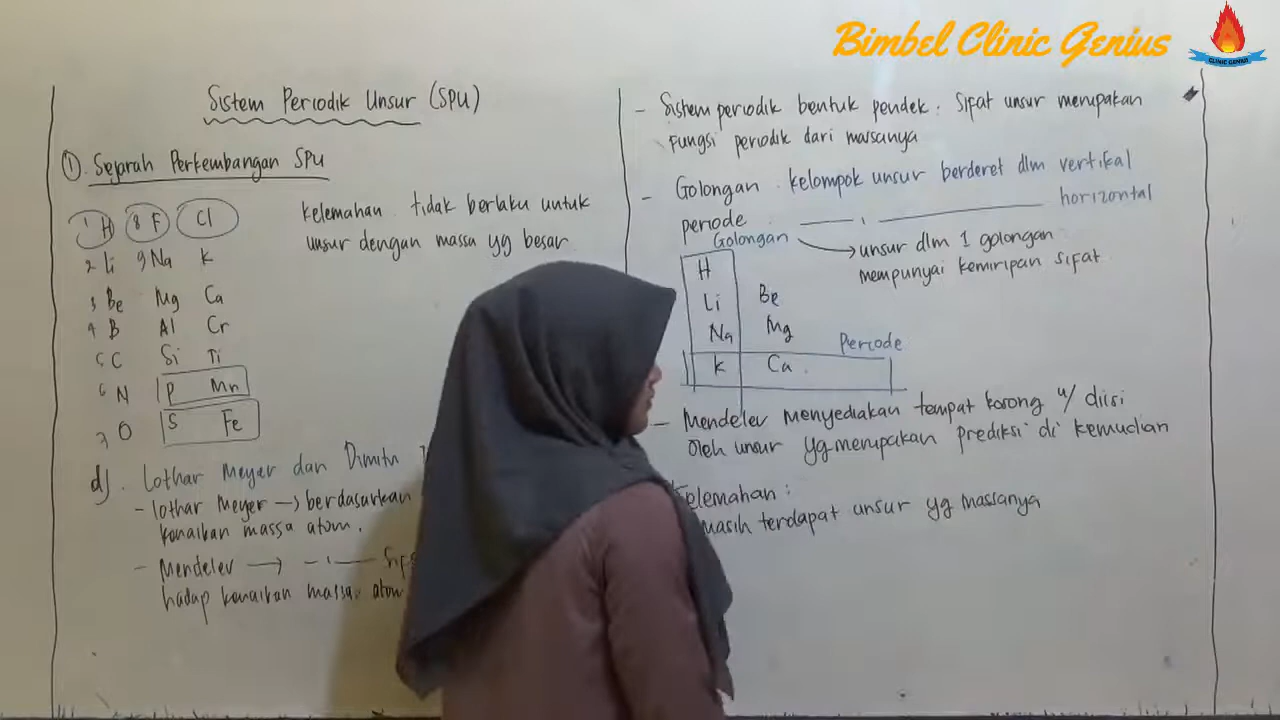 Bimbel Clinic Genius
CLINIC GENIUS
Sistem Periodik Unsur (SPU)
1. Sejarah Perkembangan SPU
1 H 8 F Cl
2 Li 9 Na K
3 Be Mg Ca
4 B Al Cr
5 C Si Ti
6 N P Mn
7 O S Fe
kelemahan : tidak berlaku untuk
unsur dengan massa yg besar
d). Lothar Meyer dan Dimitri
- lothar Meyer → berdasarkan
kenaikan massa atom.
- Mendelev → - " - Sif
hadap kenaikan massa atom
- Sistem periodik bentuk pendek : Sifat unsur merupakan
Fungsi periodik dari massanya
- Golongan : kelompok unsur berderet dlm vertikal
periode - " - horizontal
Golongan → unsur dlm 1 golongan
mempunyai kemiripan sifat
H
Li Be
Na Mg
Periode
K Ca
- Mendelev menyediakan tempat kosong u/ diisi
Oleh unsur yg merupakan prediksi di kemudian
elemahan :
masih terdapat unsur yg massanya